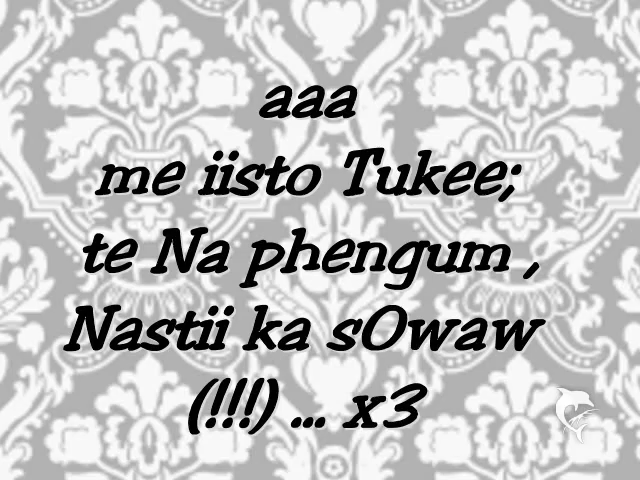 aaa
me iisto Tukee;
te Na phengum ,
Nastii ka sOwaw
(!!!) ... x3